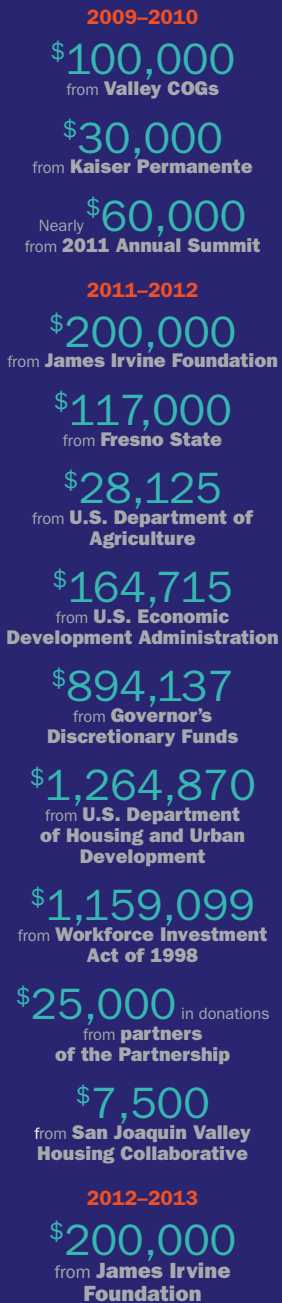 2009–2010
$100,000
from Valley COGs
$30,000
from Kaiser Permanente
Nearly $60,000
from 2011 Annual Summit
2011–2012
$200,000
from James Irvine Foundation
$117,000
from Fresno State
$28,125
from U.S. Department of
Agriculture
$164,715
from U.S. Economic
Development Administration
$894,137
from Governor’s
Discretionary Funds
$1,264,870
from U.S. Department
of Housing and Urban
Development
$1,159,099
from Workforce Investment
Act of 1998
$25,000 in donations
from partners
of the Partnership
$7,500
from San Joaquin Valley
Housing Collaborative
2012–2013
$200,000
from James Irvine
Foundation